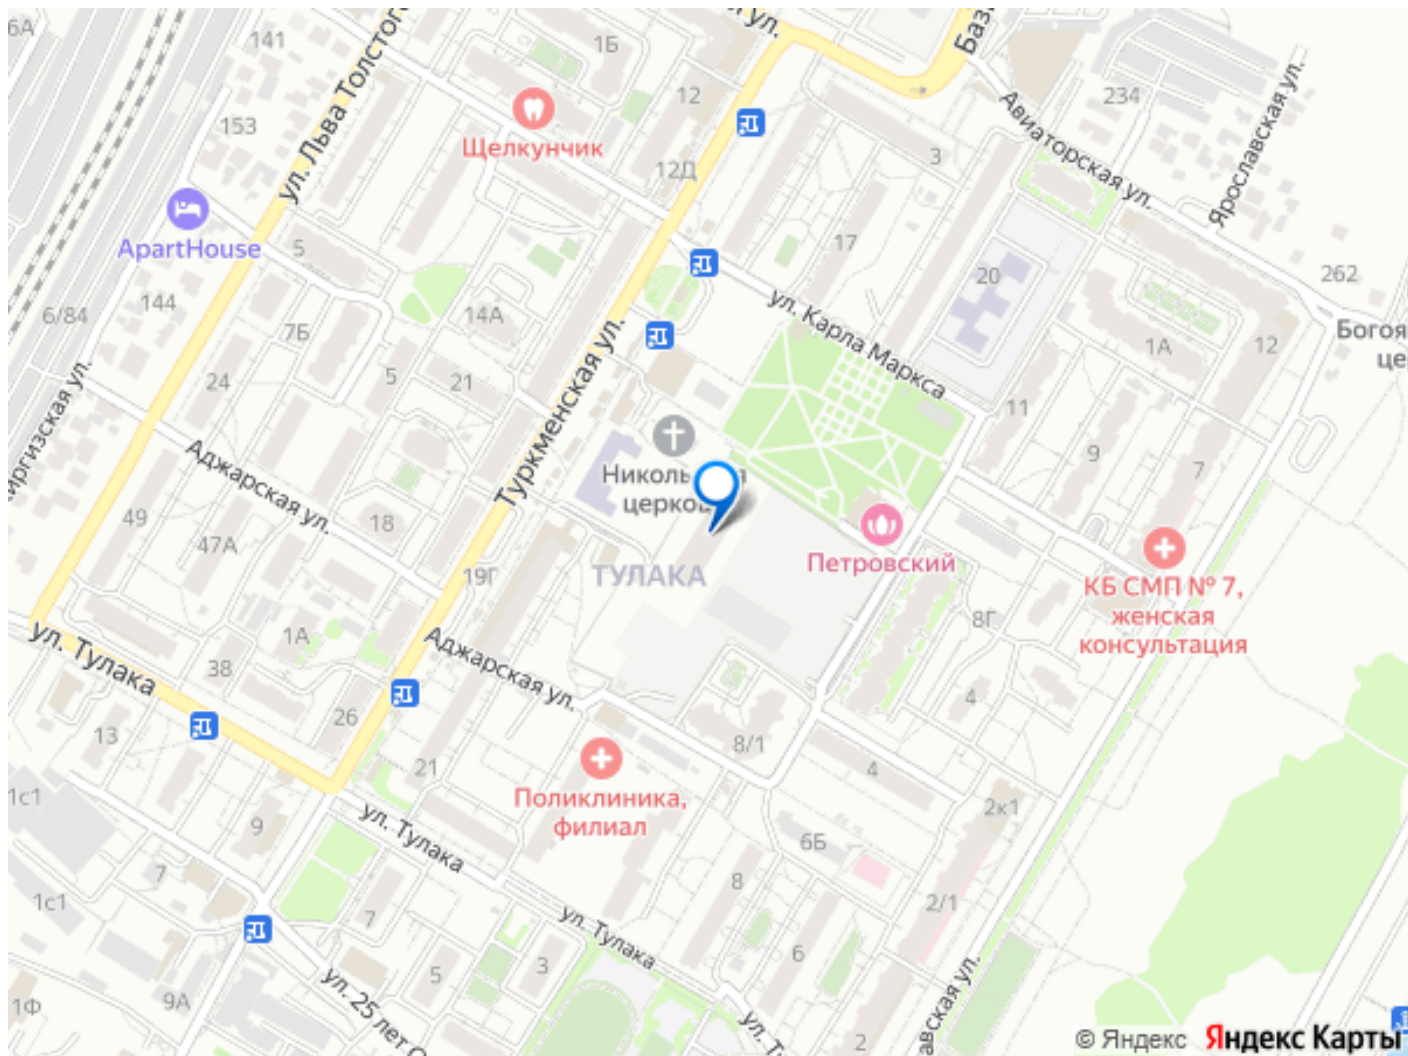 6А
141
1Б
ул.
Баз
153
Щелкунчик
12
234
Ярославская ул.
Авиаторская ул.
3
ул. Льва Толстого
12Д
ApartHouse
5
17
20
262
144
6/84
14А
ул. Карла Маркса
7Б
1А
12
Богоя
це
24
5
21
Туркменская ул.
11
9
7
Аджарская ул.
49
18
47А
19Г
ТУЛАКА
Петровский
КБ СМП № 7,
женская
консультация
8Г
ул. Тулака
1А
38
Аджарская ул.
26
4
13
8/1
4
21
Поликлиника,
филиал
1с1
9
ул. Тулака
6Б
2к1
7
8
2/1
1с1
7
ул. Тулака
5
3
6
ул. 25 лет О
9А
1Ф
2
авская ул.
© Яндекс Яндекс Карты